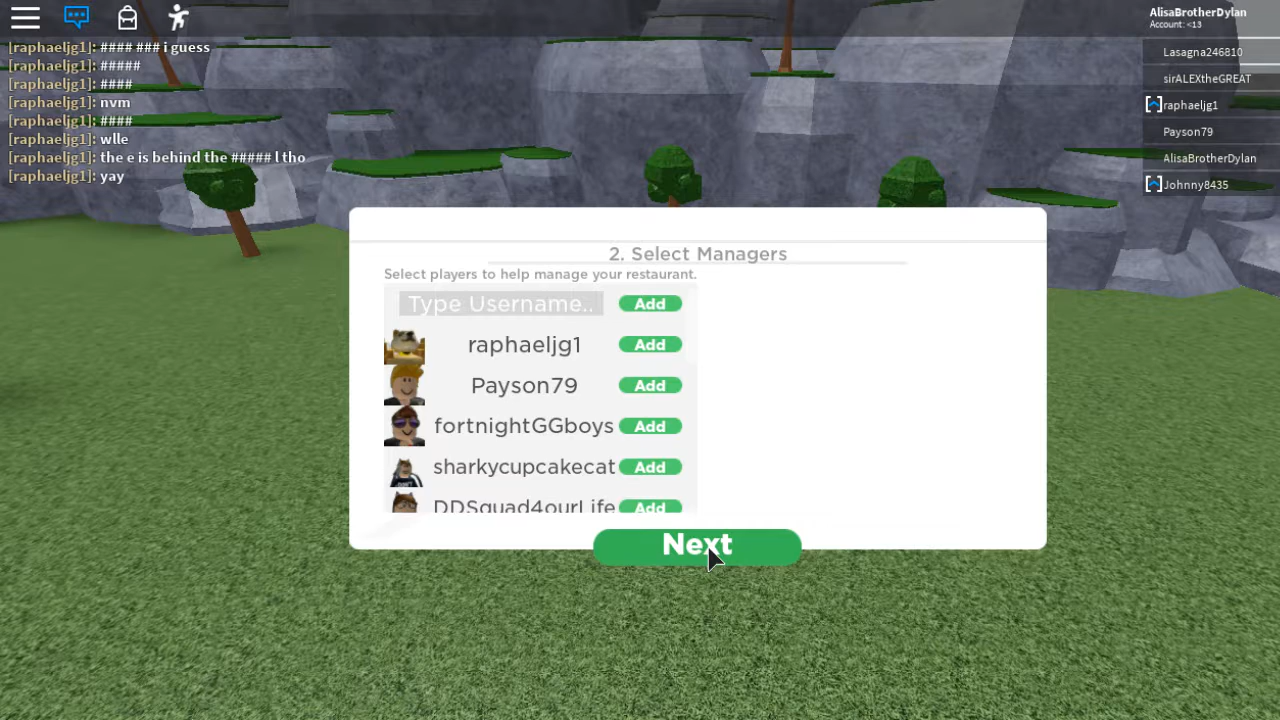 [raphaeljg1]: #### ### i guess
[raphaeljg1]: #####
[raphaeljg1]: ####
[raphaeljg1]: nvm
[raphaeljg1]: ####
[raphaeljg1]: wlle
[raphaeljg1]: the e is behind the ##### l tho
[raphaeljg1]: yay
AlisaBrotherDylan
Account: <13
Lasagna246810
sirALEXtheGREAT
raphaeljg1
Payson79
AlisaBrotherDylan
Johnny8435
2. Select Managers
Select players to help manage your restaurant.
Type Username.. Add
raphaeljg1 Add
Payson79 Add
fortnightGGboys Add
sharkycupcakecat Add
DDSquad4ourLife Add
Next